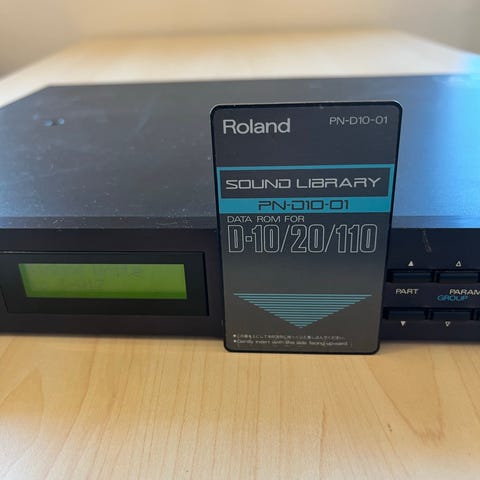 Roland PN-D10-01
SOUND LIBRARY
PN-D10-01
DATA ROM FOR
D-10/20/110
●Gently insert with this side facing upward
PART PARAM
GROUP